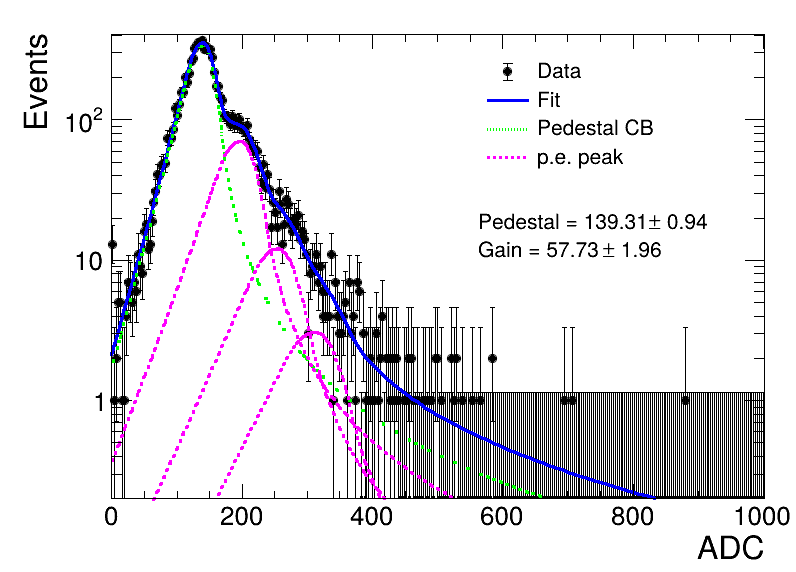 Events
10²
10
1
Data
Fit
Pedestal CB
p.e. peak
Pedestal = 139.31± 0.94
Gain = 57.73± 1.96
0 200 400 600 800 1000
ADC